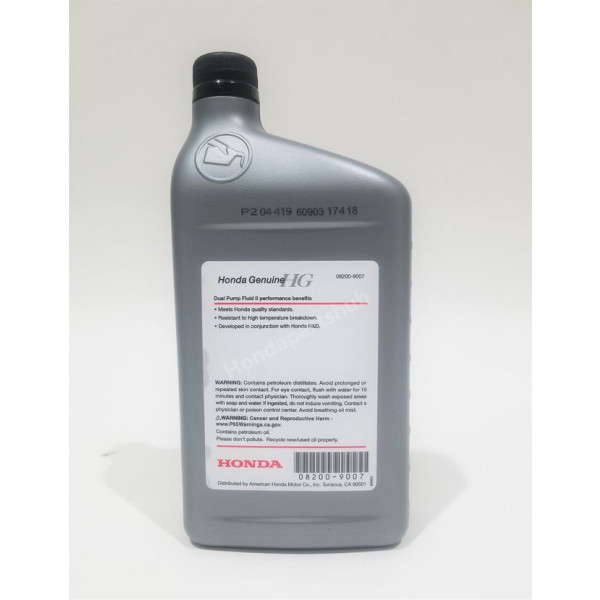 P2 04419 60903 17418
Honda Genuine HG 08200-9007
Dual Pump Fluid II performance benefits
• Meets Honda quality standards.
• Resistant to high temperature breakdown.
• Developed in conjunction with Honda R&D.
Hondapartshub
WARNING: Contains petroleum distillates. Avoid prolonged or
repeated skin contact. For eye contact, flush with water for 15
minutes and contact physician. Thoroughly wash exposed areas
with soap and water. If ingested, do not induce vomiting. Contact a
physician or poison control center. Avoid breathing oil mist.
⚠WARNING: Cancer and Reproductive Harm -
www.P65Warnings.ca.gov.
Contains petroleum oil.
Please don't pollute. Recycle new/used oil properly.
HONDA
08200-9007
Distributed by American Honda Motor Co., Inc. Torrance, CA 90501